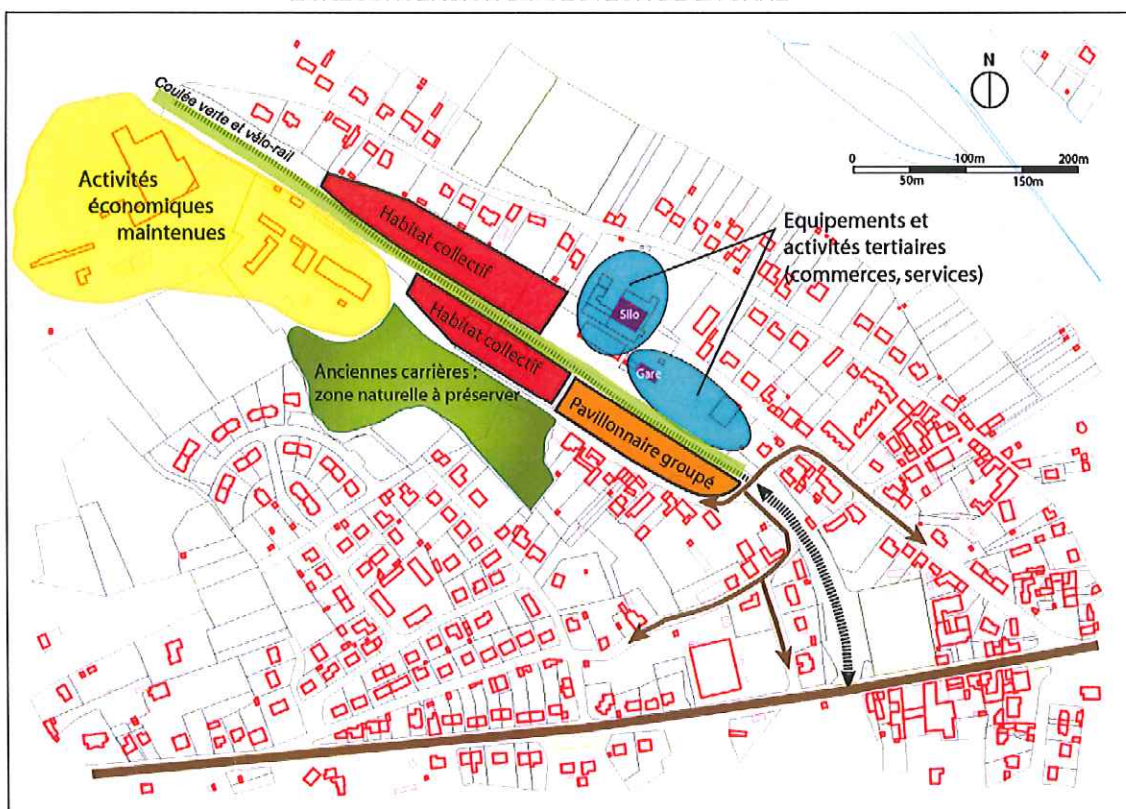 N
Coulée verte et vélo-rail
0
100m
200m
50m
150m
Activités
économiques
maintenues
Habitat collectif
Equipements et
activités tertiaires
(commerces, services)
Silo
Habitat collectif
Gare
Anciennes carrières :
zone naturelle à préserver
Pavillonnaire groupé